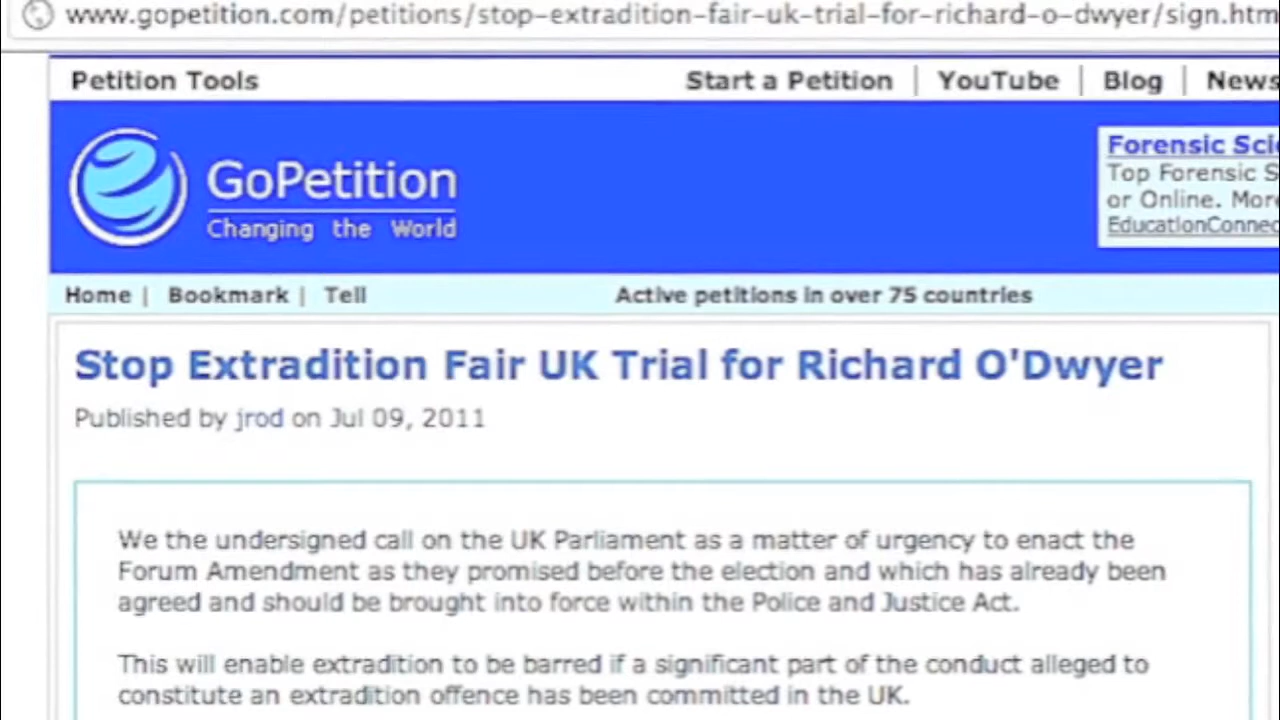 www.gopetition.com/petitions/stop-extradition-fair-uk-trial-for-richard-o-dwyer/sign.htm
Petition Tools
Start a Petition | YouTube | Blog | News
GoPetition
Changing the World
Forensic Sci
Top Forensic S
or Online. More
EducationConnec
Home | Bookmark | Tell
Active petitions in over 75 countries
Stop Extradition Fair UK Trial for Richard O'Dwyer
Published by jrod on Jul 09, 2011
We the undersigned call on the UK Parliament as a matter of urgency to enact the
Forum Amendment as they promised before the election and which has already been
agreed and should be brought into force within the Police and Justice Act.
This will enable extradition to be barred if a significant part of the conduct alleged to
constitute an extradition offence has been committed in the UK.